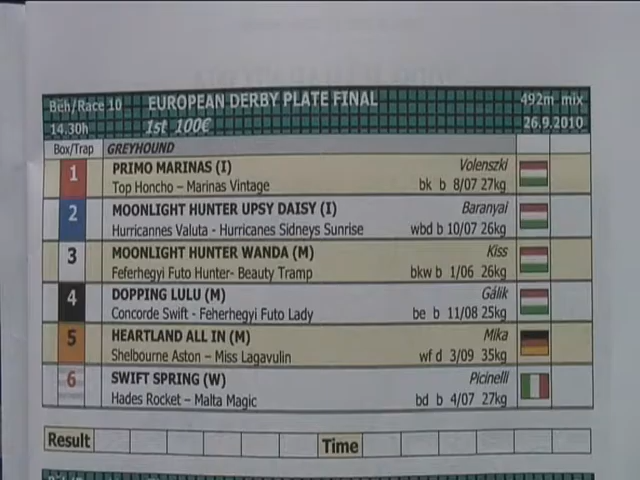 Beh/Race 10 EUROPEAN DERBY PLATE FINAL 492m mix
14.30h 1st 100€ 26.9.2010
Box/Trap GREYHOUND
1 PRIMO MARINAS (I) Volenszki
Top Honcho – Marinas Vintage bk b 8/07 27kg
2 MOONLIGHT HUNTER UPSY DAISY (I) Baranyai
Hurricannes Valuta - Hurricanes Sidneys Sunrise wbd b 10/07 26kg
3 MOONLIGHT HUNTER WANDA (M) Kiss
Feferhegyi Futo Hunter- Beauty Tramp bkw b 1/06 26kg
4 DOPPING LULU (M) Gálik
Concorde Swift - Feherhegyi Futo Lady be b 11/08 25kg
5 HEARTLAND ALL IN (M) Mika
Shelbourne Aston – Miss Lagavulin wf d 3/09 35kg
6 SWIFT SPRING (W) Picinelli
Hades Rocket – Malta Magic bd b 4/07 27kg
Result Time